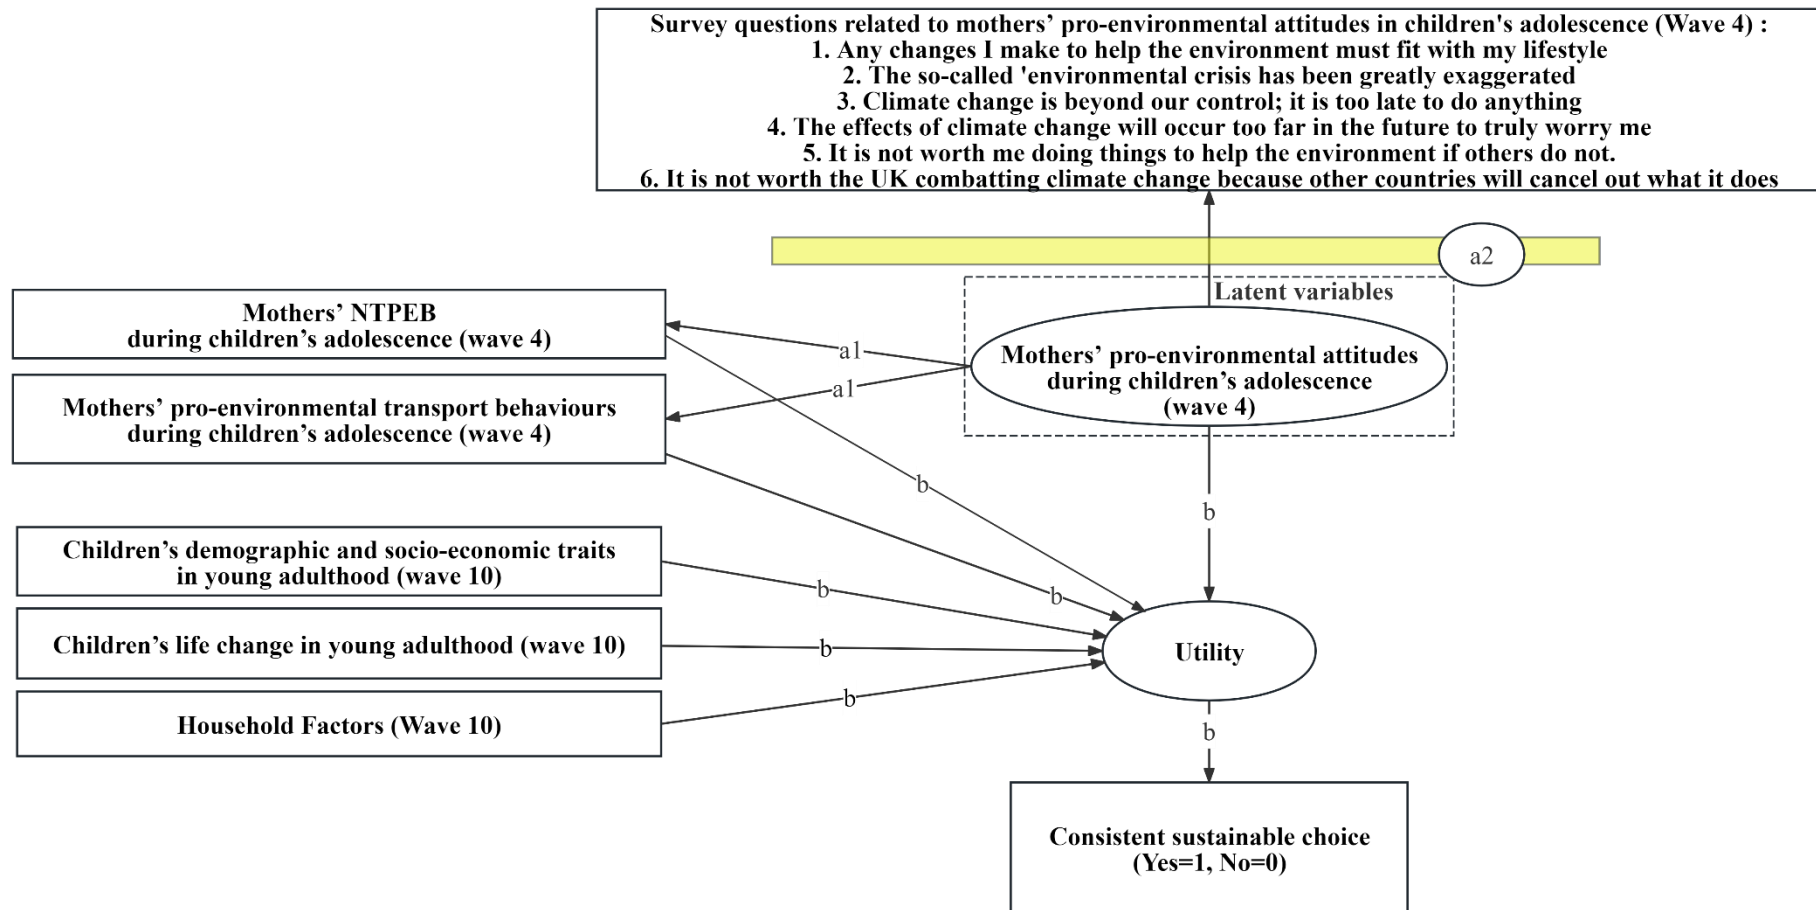 Survey questions related to mothers’ pro-environmental attitudes in children's adolescence (Wave 4) :
1. Any changes I make to help the environment must fit with my lifestyle
2. The so-called 'environmental crisis has been greatly exaggerated
3. Climate change is beyond our control; it is too late to do anything
4. The effects of climate change will occur too far in the future to truly worry me
5. It is not worth me doing things to help the environment if others do not.
6. It is not worth the UK combatting climate change because other countries will cancel out what it does
a2
Latent variables
Mothers’ NTPEB
during children’s adolescence (wave 4)
a1
Mothers’ pro-environmental attitudes
during children’s adolescence
(wave 4)
a1
Mothers’ pro-environmental transport behaviours
during children’s adolescence (wave 4)
b
b
Children’s demographic and socio-economic traits
in young adulthood (wave 10)
b
b
Children’s life change in young adulthood (wave 10)
b
Utility
Household Factors (Wave 10)
b
b
Consistent sustainable choice
(Yes=1, No=0)